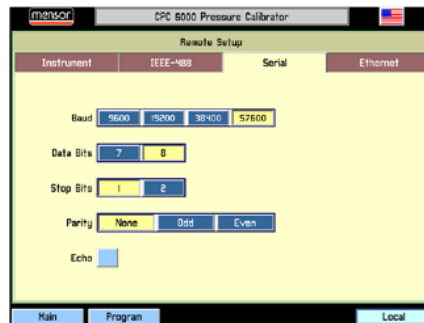 mensor CPC 6000 Pressure Calibrator
Remote Setup
Instrument IEEE-488 Serial Ethernet
Baud 9600 19200 38400 57600
Data Bits 7 8
Stop Bits 1 2
Parity None Odd Even
Echo
Main Program Local